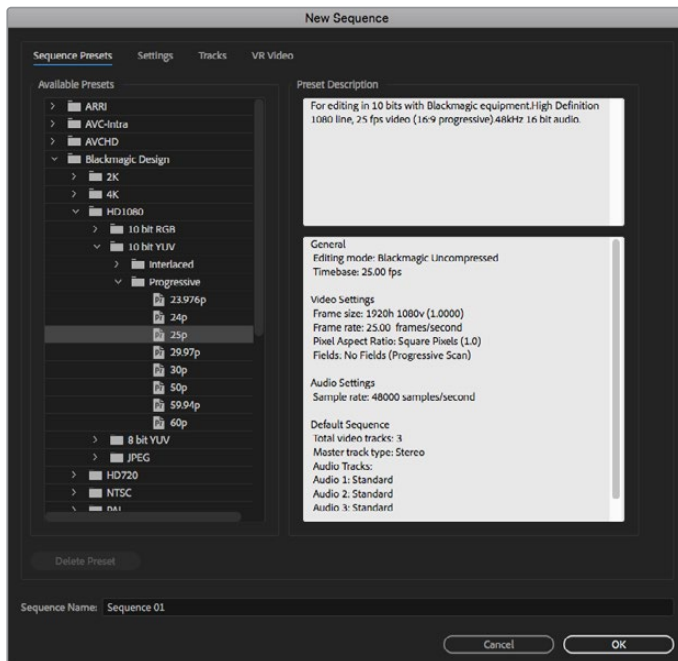 New Sequence
Sequence Presets
Settings
Tracks
VR Video
Available Presets
ARRI
AVC-Intra
AVCHD
Blackmagic Design
2K
4K
HD1080
10 bit RGB
10 bit YUV
Interlaced
Progressive
23.976p
24p
25p
29.97p
30p
50p
59.94p
60p
8 bit YUV
JPEG
HD720
NTSC
PAL
Delete Preset
Preset Description
For editing in 10 bits with Blackmagic equipment.High Definition
1080 line, 25 fps video (16:9 progressive).48kHz 16 bit audio.
General
Editing mode: Blackmagic Uncompressed
Timebase: 25.00 fps
Video Settings
Frame size: 1920h 1080v (1.0000)
Frame rate: 25.00 frames/second
Pixel Aspect Ratio: Square Pixels (1.0)
Fields: No Fields (Progressive Scan)
Audio Settings
Sample rate: 48000 samples/second
Default Sequence
Total video tracks: 3
Master track type: Stereo
Audio Tracks:
Audio 1: Standard
Audio 2: Standard
Audio 3: Standard
Sequence Name: Sequence 01
Cancel
OK